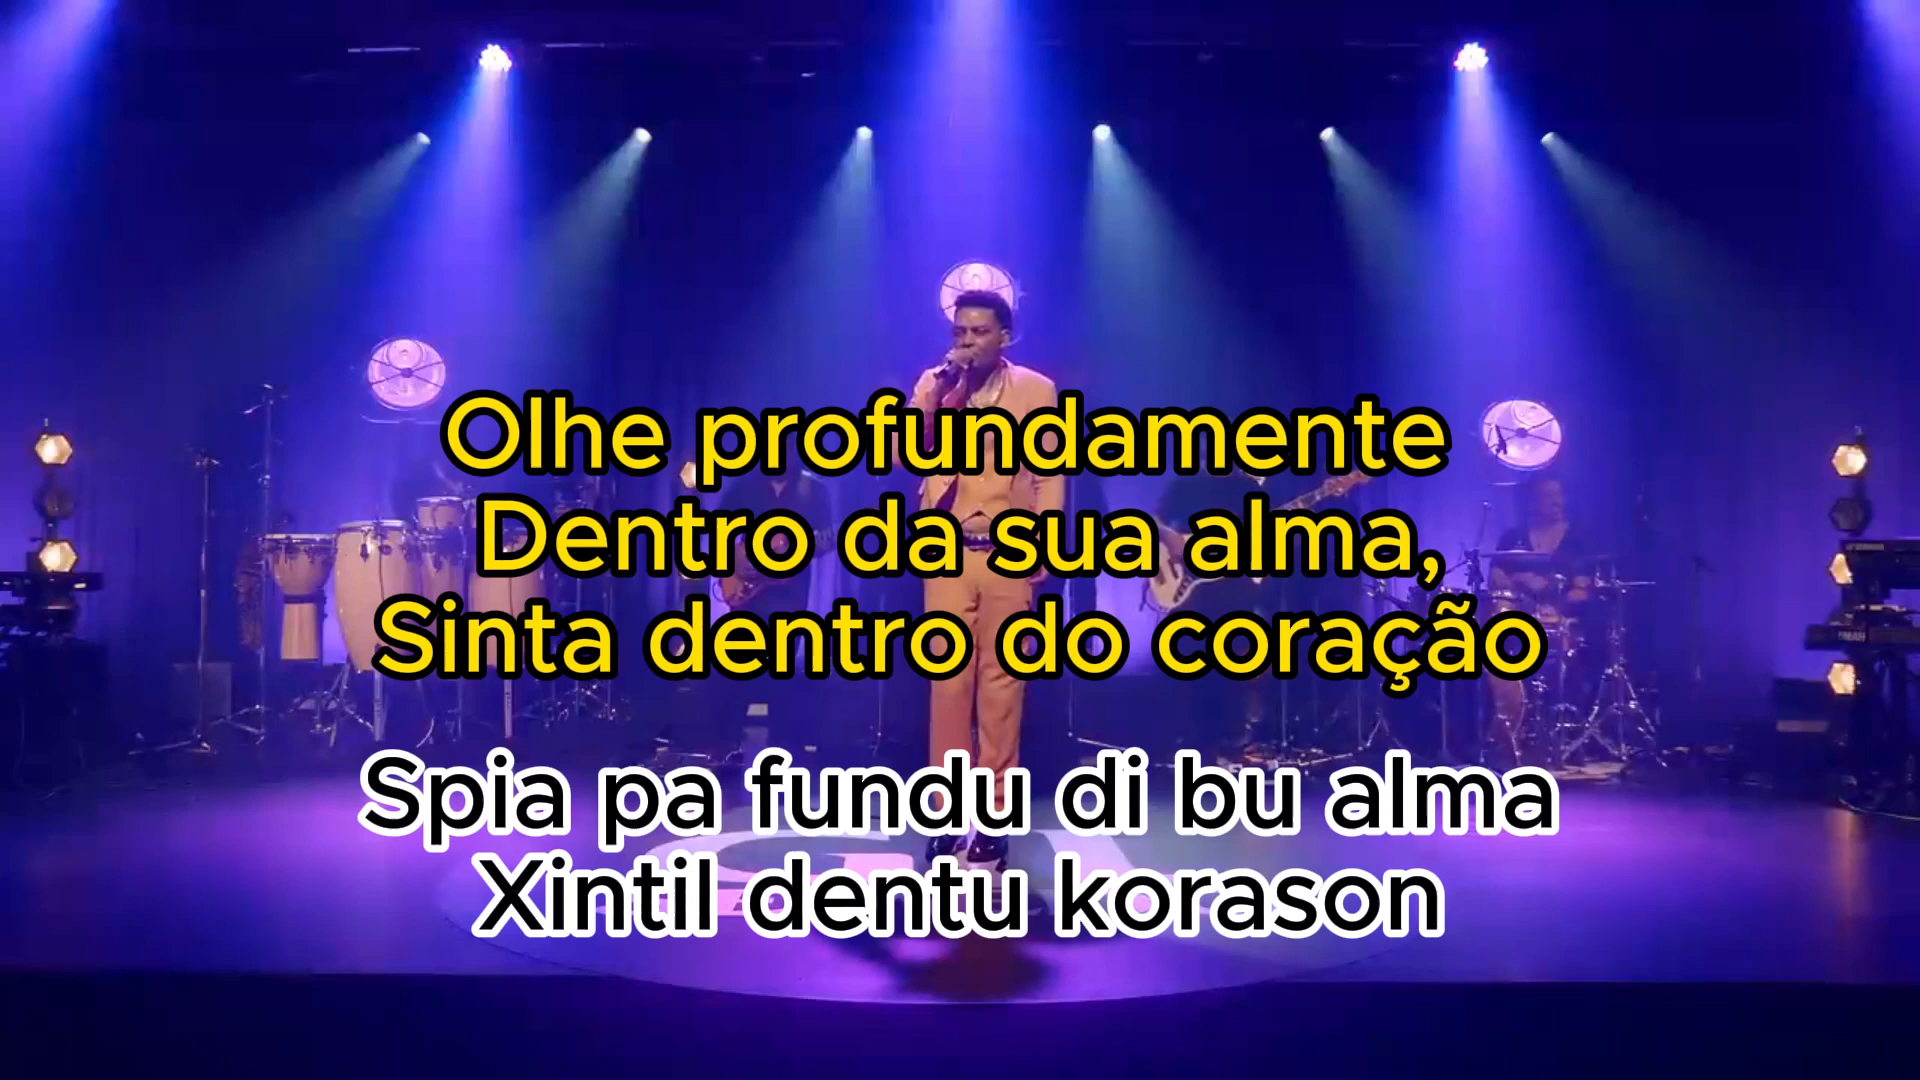 Olhe profundamente
Dentro da sua alma,
Sinta dentro do coração
Spia pa fundu di bu alma
Xintil dentu korason